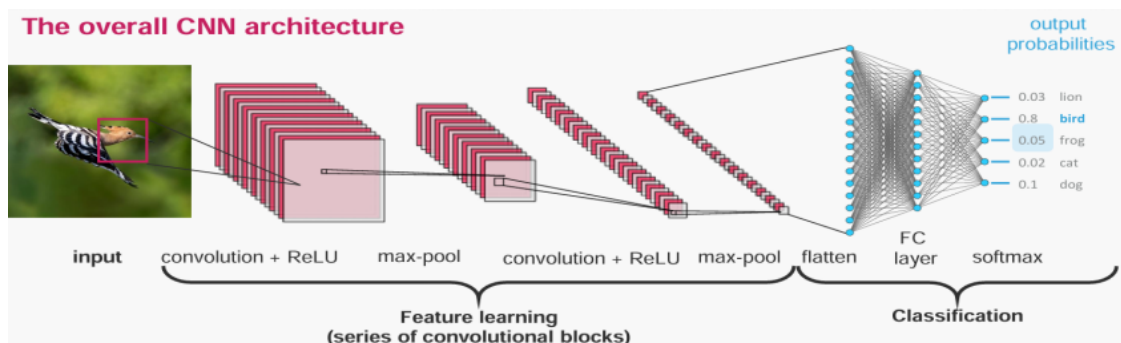 The overall CNN architecture
output
probabilities
0.03 lion
0.8 bird
0.05 frog
0.02 cat
0.1 dog
input
convolution + ReLU
max-pool
convolution + ReLU
max-pool
flatten
FC
layer
softmax
Feature learning
(series of convolutional blocks)
Classification